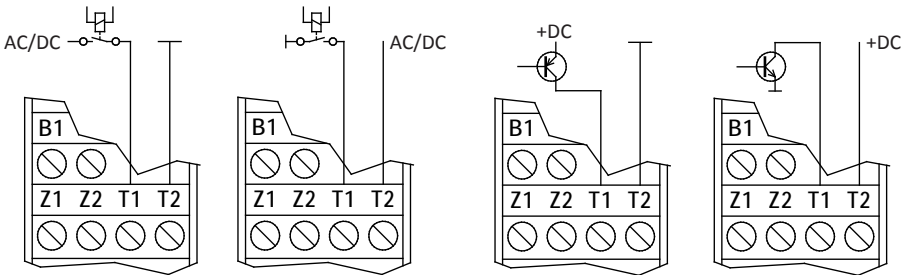 AC/DC
AC/DC
+DC
+DC
B1
B1
B1
B1
Z1 Z2 T1 T2
Z1 Z2 T1 T2
Z1 Z2 T1 T2
Z1 Z2 T1 T2